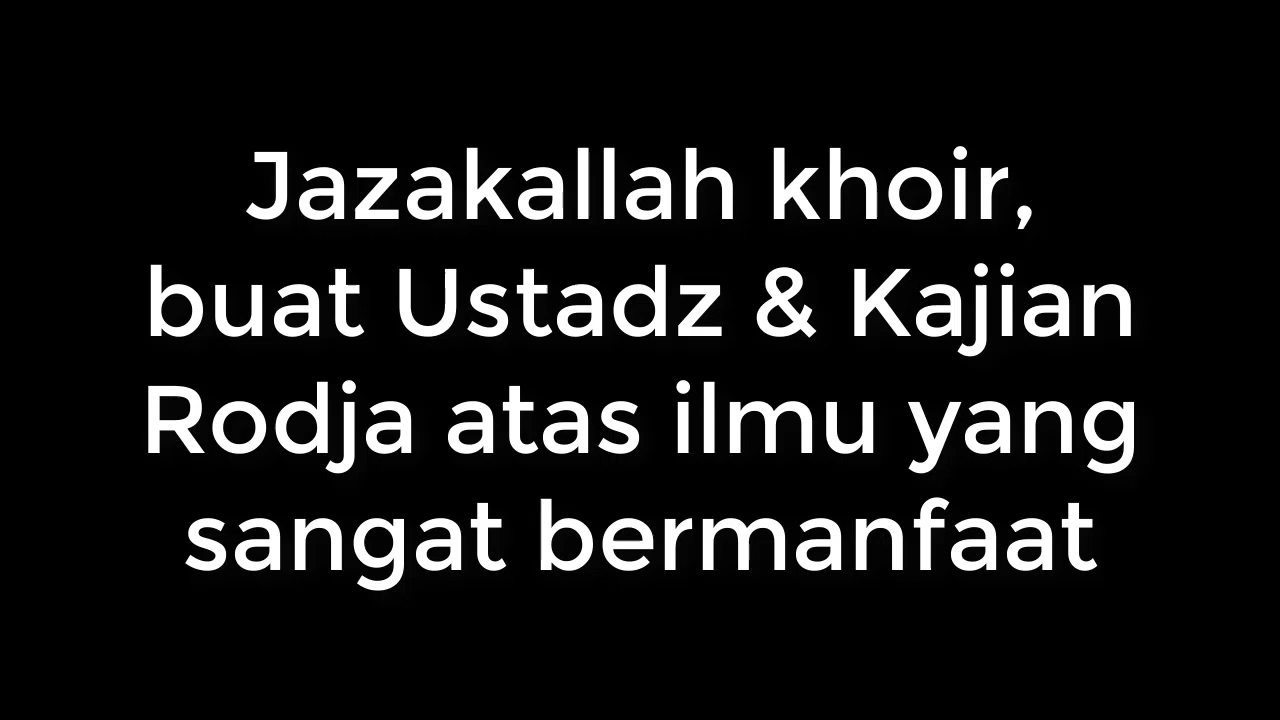 Jazakallah khoir,
buat Ustadz & Kajian
Rodja atas ilmu yang
sangat bermanfaat